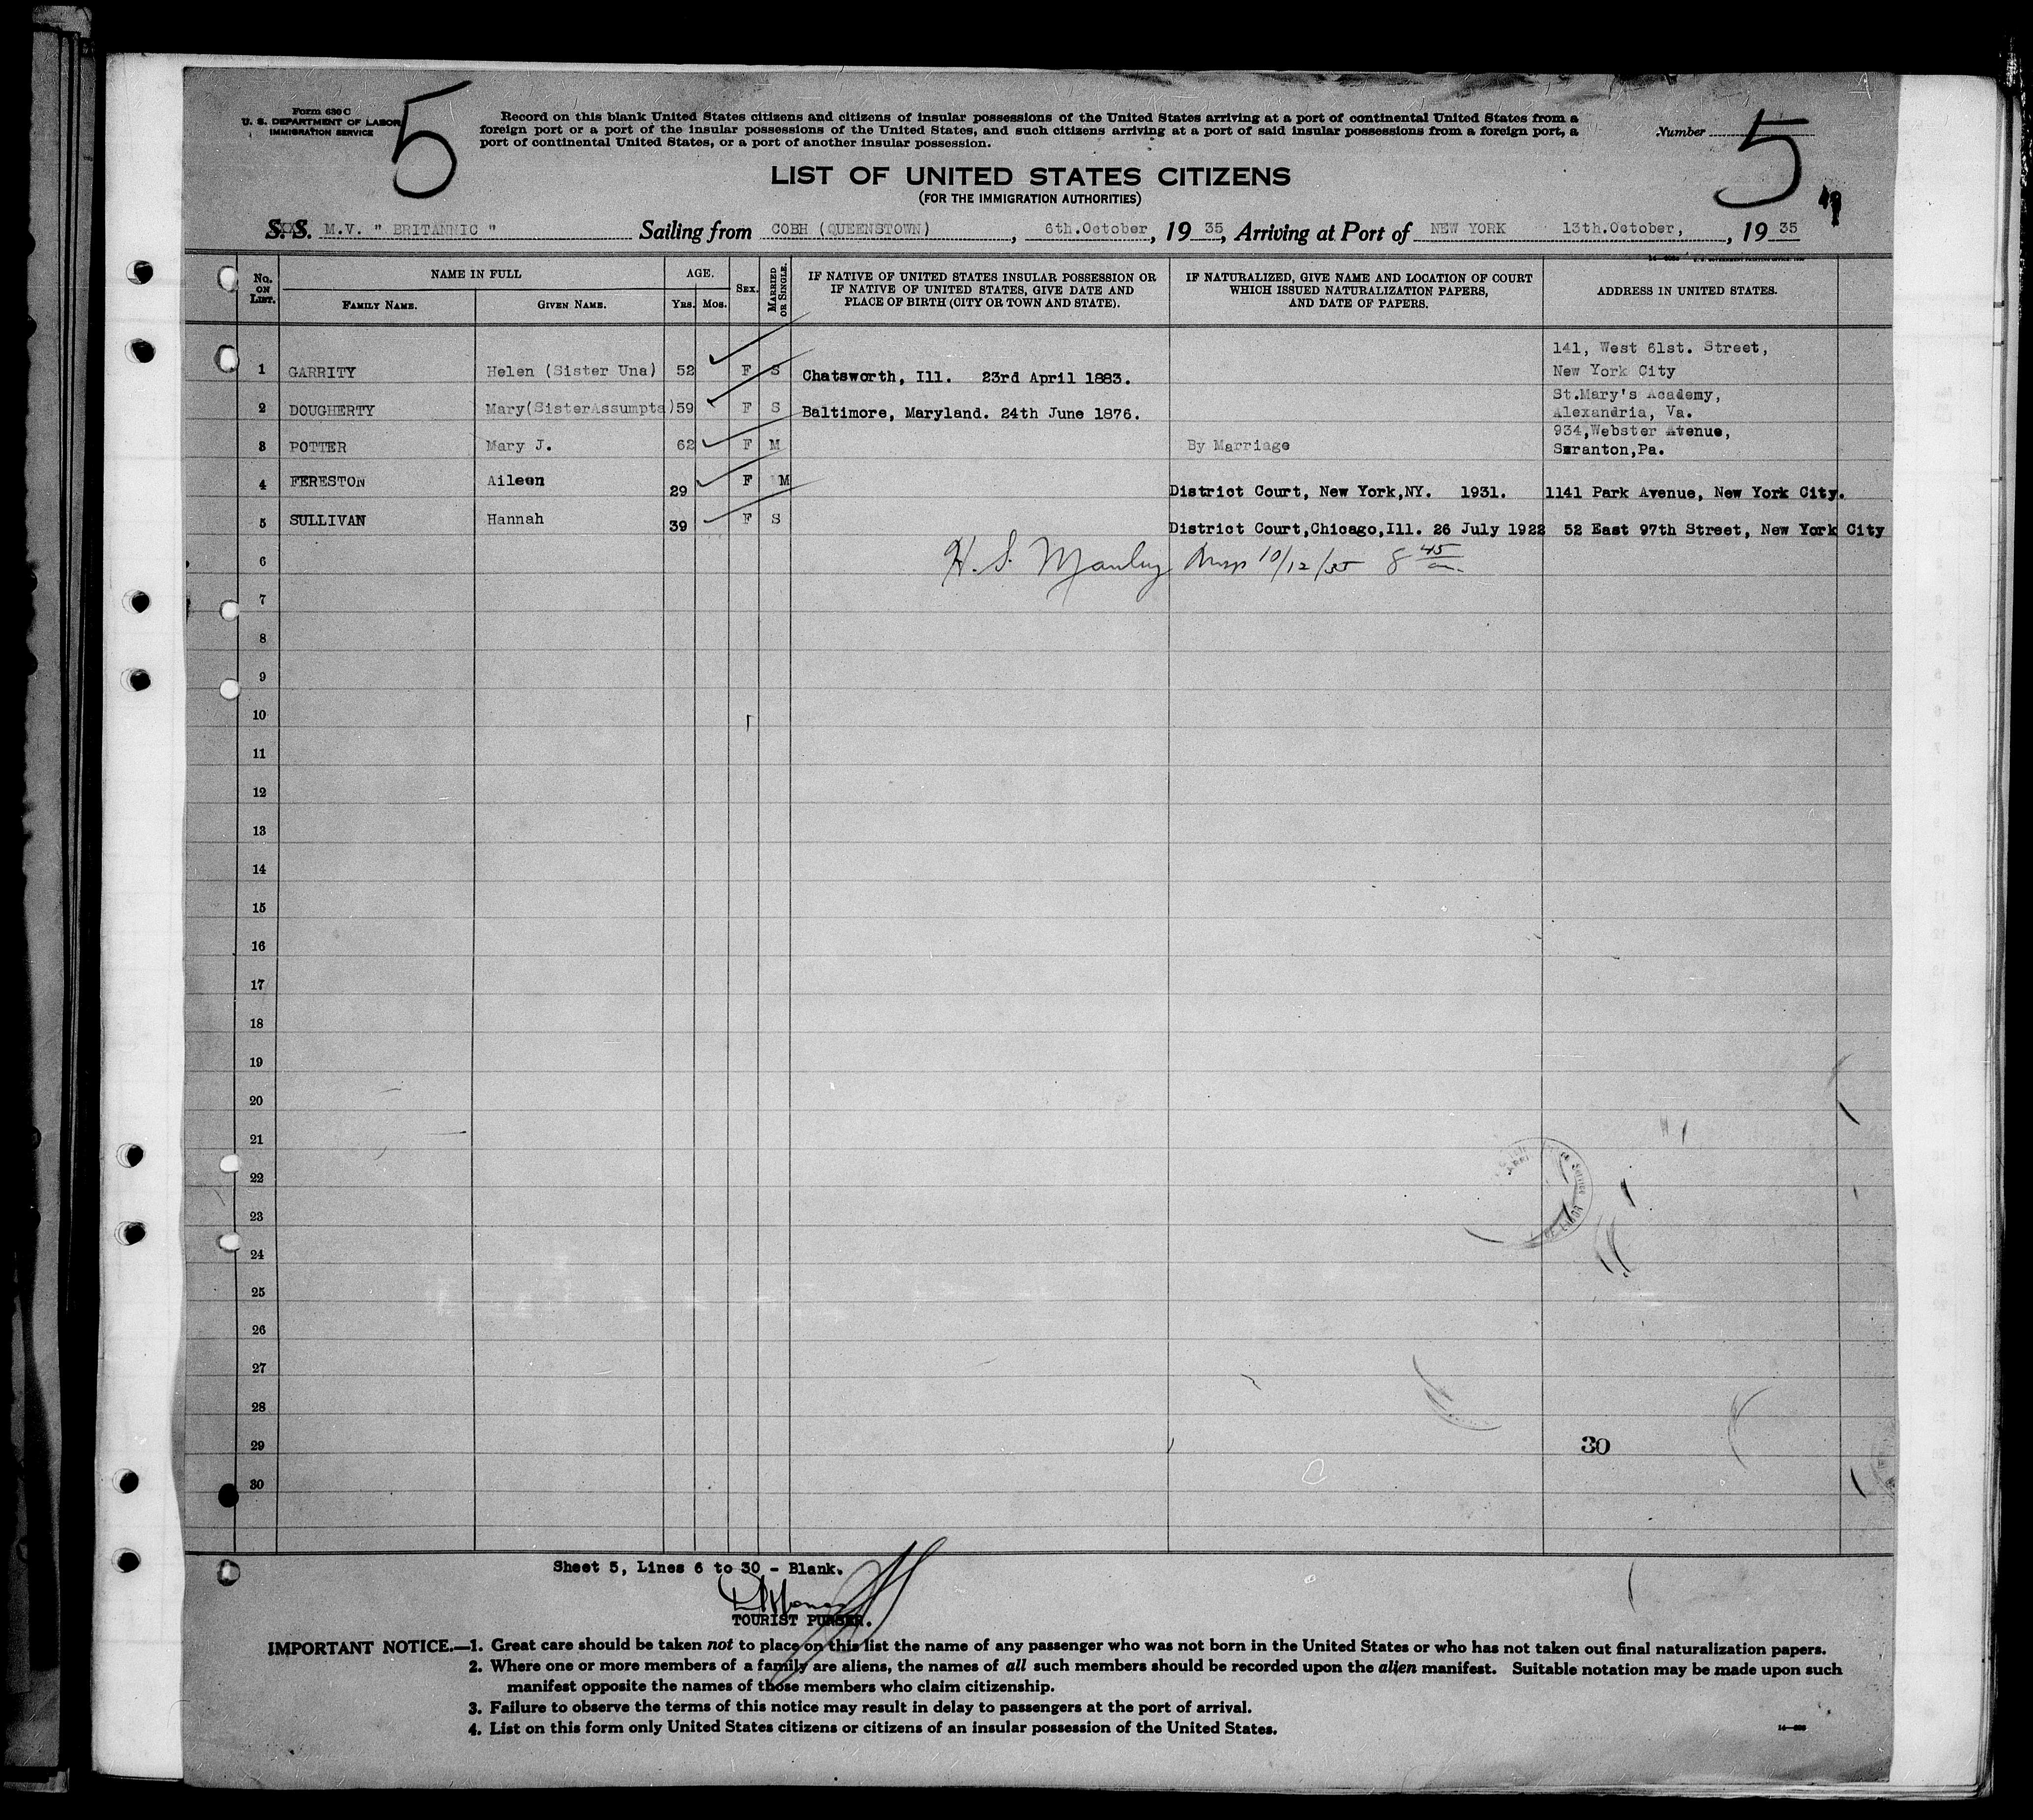 Form 630 C
U. S. DEPARTMENT OF LABOR
IMMIGRATION SERVICE
5
Record on this blank United States citizens and citizens of insular possessions of the United States arriving at a port of continental United States from a
foreign port or a port of the insular possessions of the United States, and such citizens arriving at a port of said insular possessions from a foreign port, a
port of continental United States, or a port of another insular possession.
Number 5
LIST OF UNITED STATES CITIZENS
(FOR THE IMMIGRATION AUTHORITIES)
S. S. M.V. " BRITANNIC " Sailing from COBH (QUEENSTOWN), 6th.October, 1935, Arriving at Port of NEW YORK 13th.October, , 1935
No. ON LIST. NAME IN FULL AGE. SEX. MARRIED OR SINGLE. IF NATIVE OF UNITED STATES INSULAR POSSESSION OR IF NATIVE OF UNITED STATES, GIVE DATE AND PLACE OF BIRTH (CITY OR TOWN AND STATE). IF NATURALIZED, GIVE NAME AND LOCATION OF COURT WHICH ISSUED NATURALIZATION PAPERS, AND DATE OF PAPERS. ADDRESS IN UNITED STATES.
FAMILY NAME. GIVEN NAME. YRS. MOS.
141, West 61st. Street,
1 GARRITY Helen (Sister Una) 52 F S Chatsworth, Ill. 23rd April 1883. New York City
St.Mary's Academy,
2 DOUGHERTY Mary(SisterAssumpta)59 F S Baltimore, Maryland. 24th June 1876. Alexandria, Va.
934,Webster Avenue,
3 POTTER Mary J. 62 F M By Marriage Scranton,Pa.
4 FERESTON Aileen 29 F M District Court, New York,NY. 1931. 1141 Park Avenue, New York City.
5 SULLIVAN Hannah 39 F S District Court,Chicago,Ill. 26 July 1922 52 East 97th Street, New York City
6 H. S. Manley 10/12/35 8 45
7
8
9
10
11
12
13
14
15
16
17
18
19
20
21
22
23
24
25
26
27
28
29 30
30
Sheet 5, Lines 6 to 30 - Blank.
TOURIST PURSER.
IMPORTANT NOTICE.—1. Great care should be taken not to place on this list the name of any passenger who was not born in the United States or who has not taken out final naturalization papers.
2. Where one or more members of a family are aliens, the names of all such members should be recorded upon the alien manifest. Suitable notation may be made upon such
manifest opposite the names of those members who claim citizenship.
3. Failure to observe the terms of this notice may result in delay to passengers at the port of arrival.
4. List on this form only United States citizens or citizens of an insular possession of the United States.